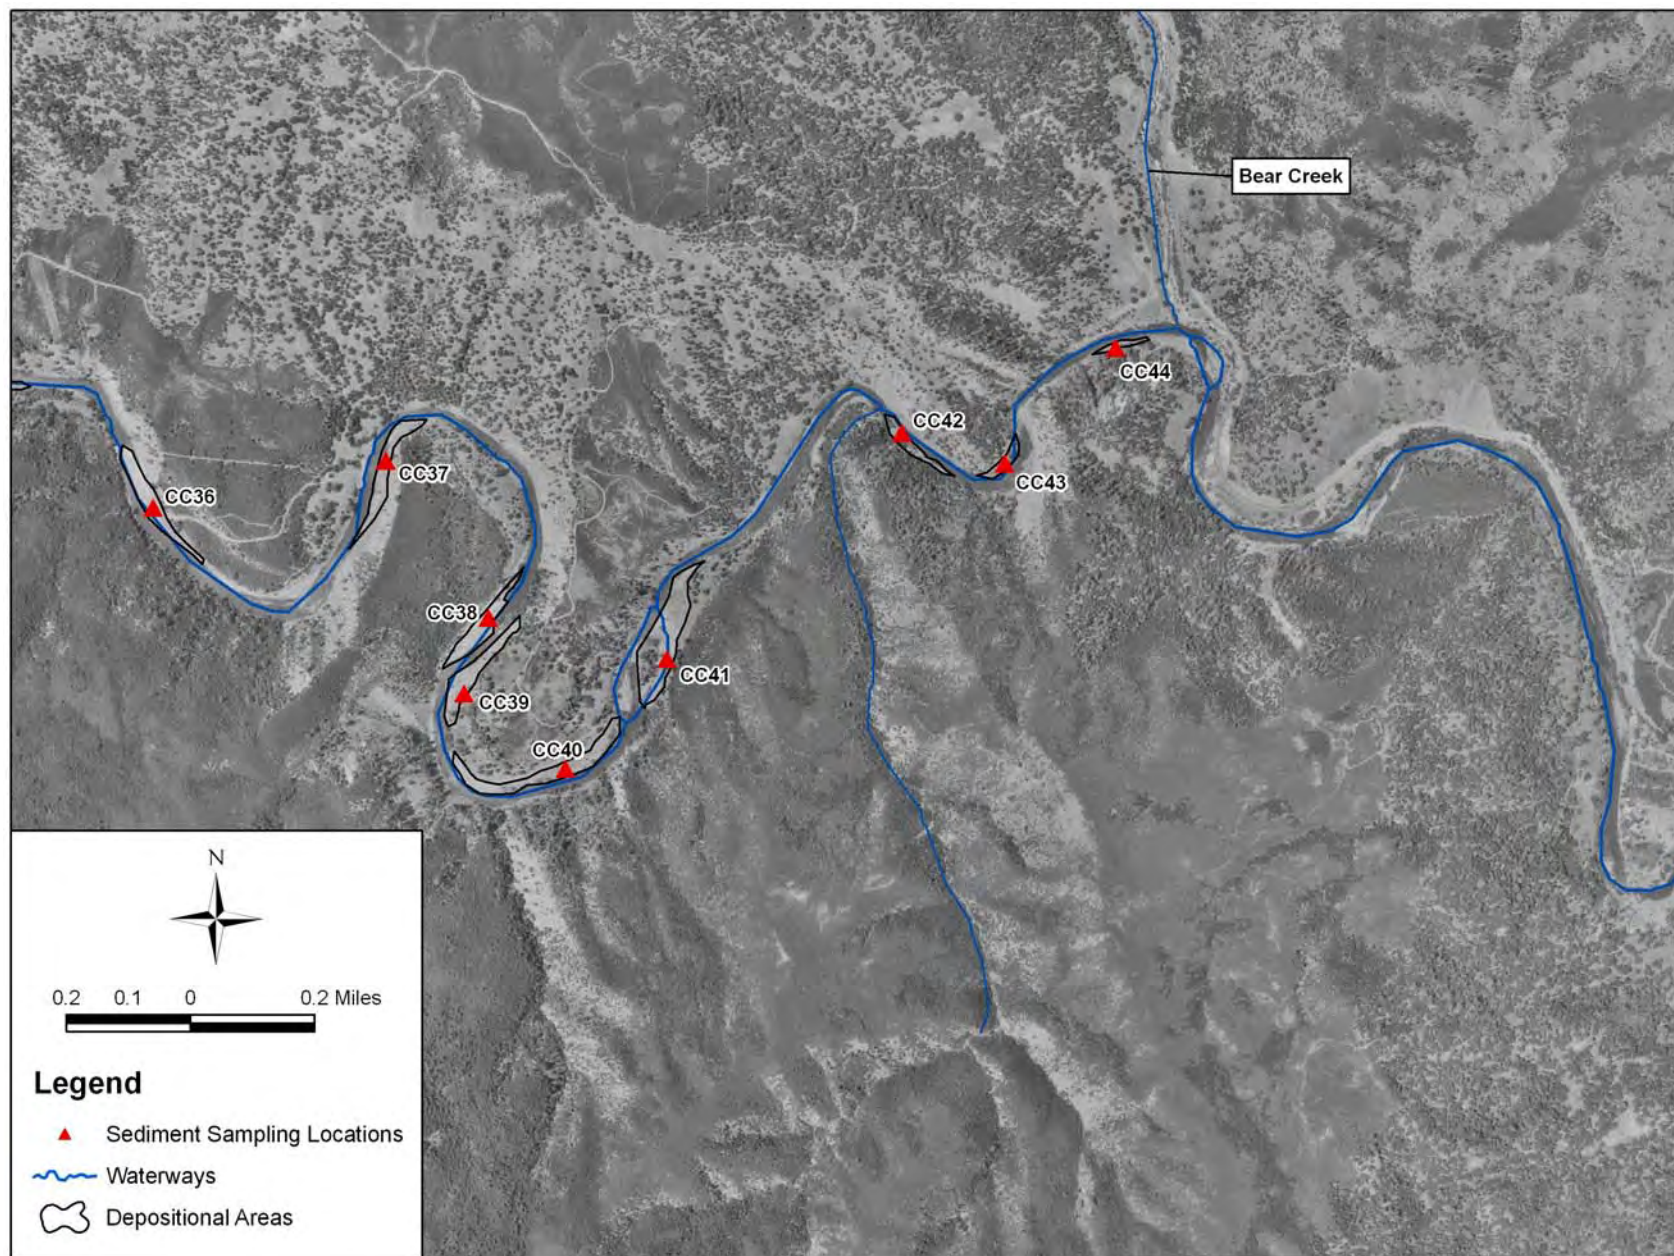 Bear Creek
CC44
CC42
CC43
CC37
CC36
CC38
CC41
CC39
CC40
N
0.2 0.1 0 0.2 Miles
Legend
Sediment Sampling Locations
Waterways
Depositional Areas